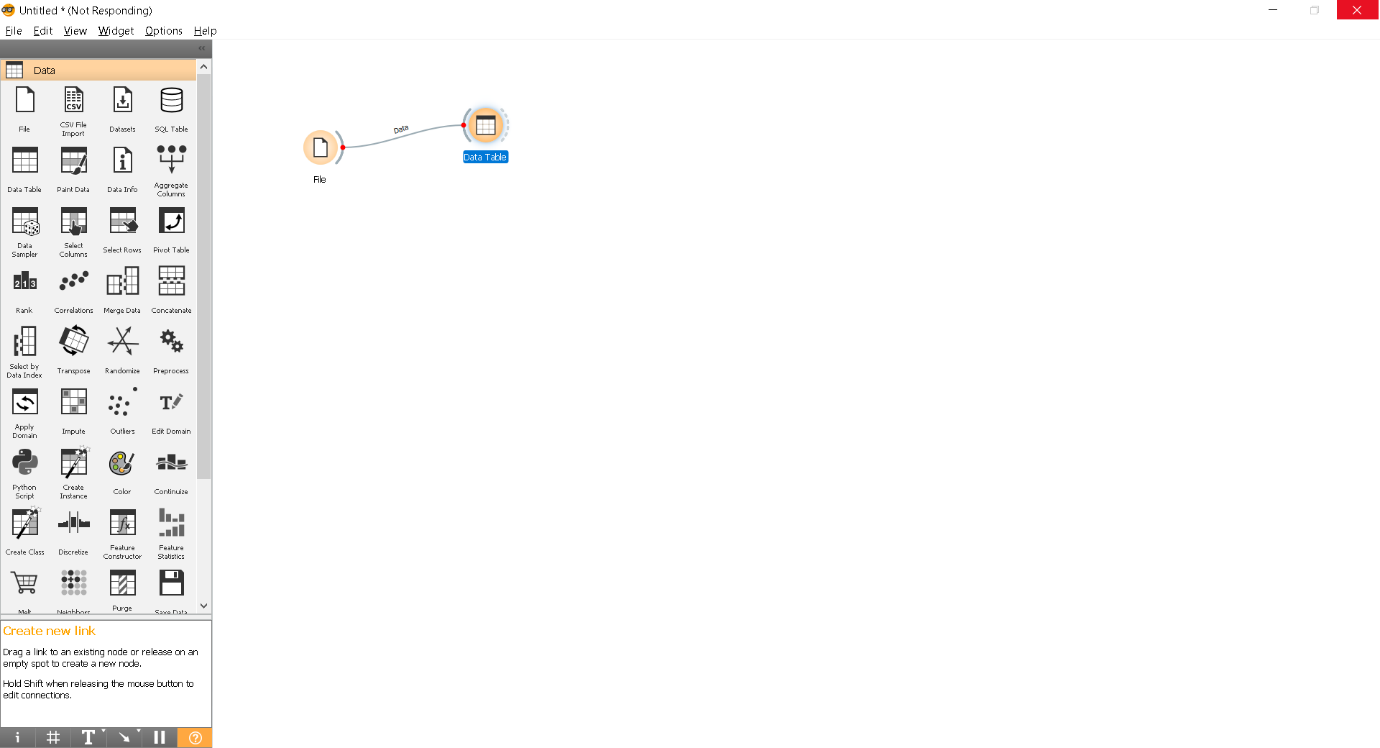 Untitled * (Not Responding)
File Edit View Widget Options Help
Data
File
CSV File
Import
Datasets
SQL Table
Data Table
Paint Data
Data Info
Aggregate
Columns
Data
Sampler
Select
Columns
Select Rows
Pivot Table
Rank
Correlations
Merge Data
Concatenate
Select by
Data Index
Transpose
Randomize
Preprocess
Apply
Domain
Impute
Outliers
Edit Domain
Python
Script
Create
Instance
Color
Continuize
Create Class
Discretize
Feature
Constructor
Feature
Statistics
Melt
Neighbors
Purge
Save Data
Create new link
Drag a link to an existing node or release on an
empty spot to create a new node.
Hold Shift when releasing the mouse button to
edit connections.
File
Data
Data Table